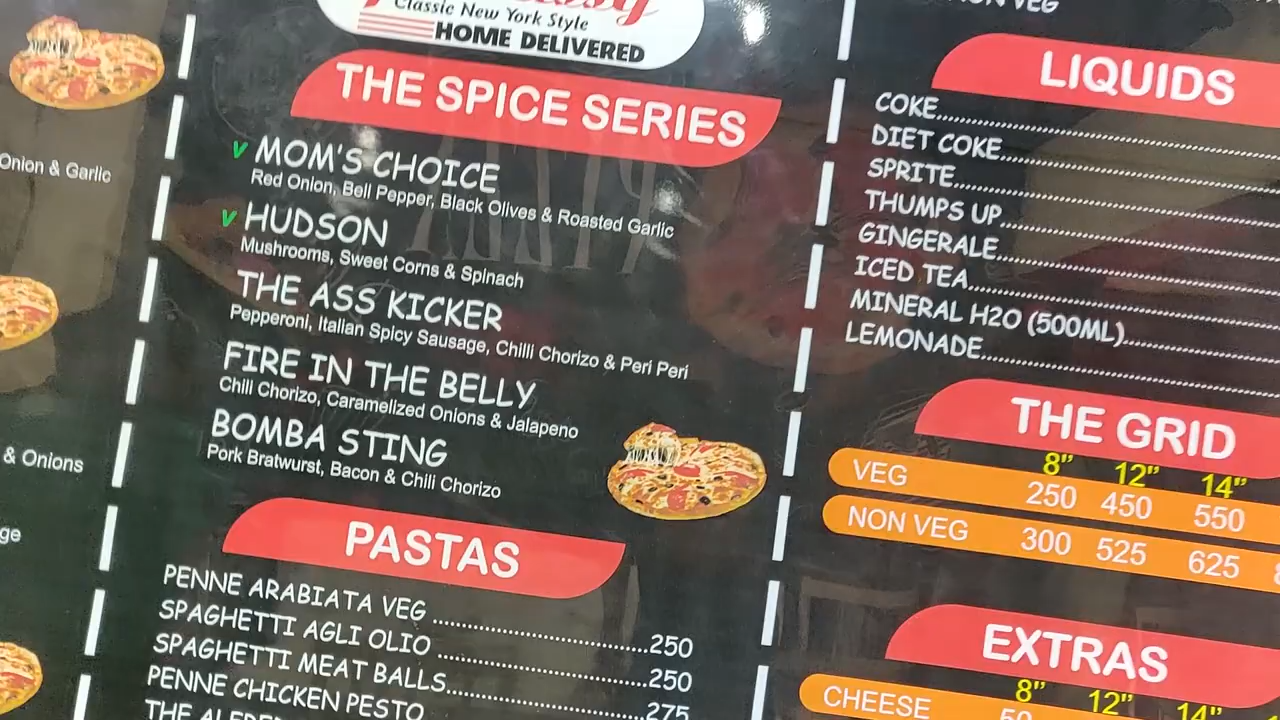 Classic New York Style
HOME DELIVERED
THE SPICE SERIES
V MOM'S CHOICE
Red Onion, Bell Pepper, Black Olives & Roasted Garlic
V HUDSON
Mushrooms, Sweet Corns & Spinach
THE ASS KICKER
Pepperoni, Italian Spicy Sausage, Chilli Chorizo & Peri Peri
FIRE IN THE BELLY
Chili Chorizo, Caramelized Onions & Jalapeno
BOMBA STING
Pork Bratwurst, Bacon & Chili Chorizo
PASTAS
PENNE ARABIATA VEG ........................250
SPAGHETTI AGLI OLIO ........................250
SPAGHETTI MEAT BALLS........................275
PENNE CHICKEN PESTO
Onion & Garlic
& Onions
VEG
LIQUIDS
COKE
DIET COKE
SPRITE
THUMPS UP
GINGERALE
ICED TEA
MINERAL H2O (500ML)
LEMONADE
THE GRID
8" 12" 14"
VEG 250 450 550
NON VEG 300 525 625
EXTRAS
8" 12" 14"
CHEESE